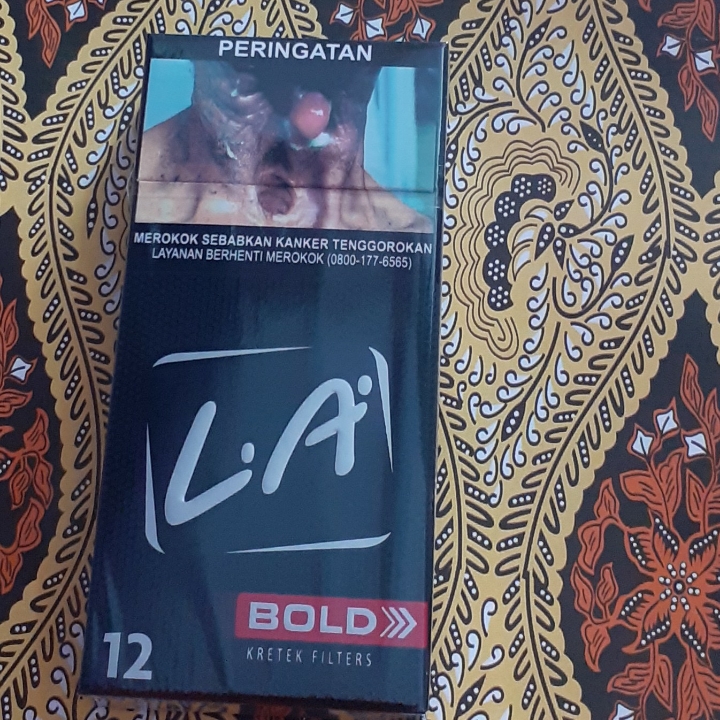 PERINGATAN
MEROKOK SEBABKAN KANKER TENGGOROKAN
LAYANAN BERHENTI MEROKOK (0800-177-6565)
L.A.
BOLD
12
KRETEK FILTERS